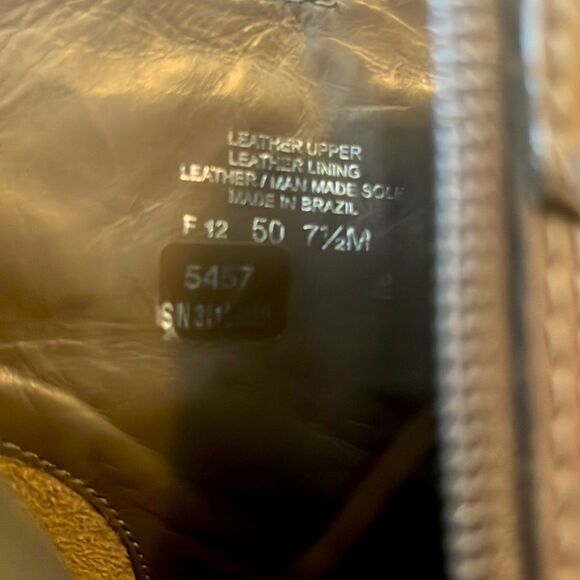 LEATHER UPPER
LEATHER LINING
LEATHER / MAN MADE SOLE
MADE IN BRAZIL
F 12 50 7½M
5457
S/N